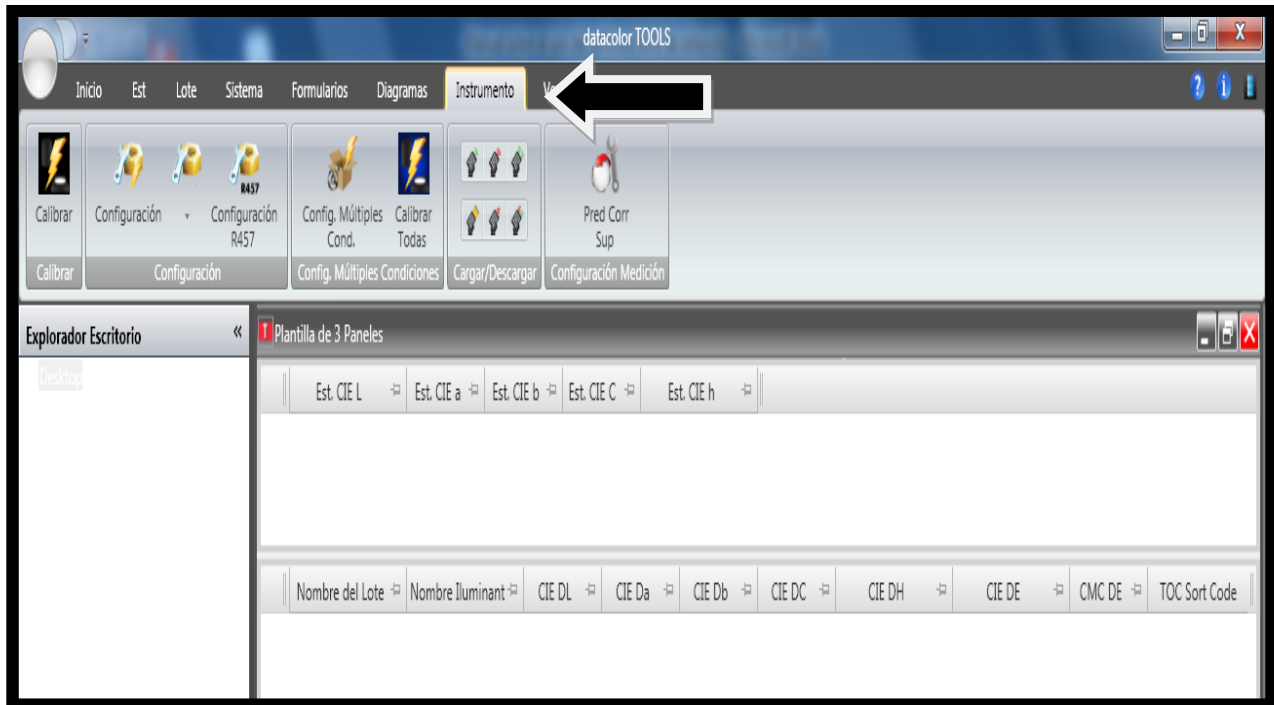 datacolor TOOLS
Inicio Est Lote Sistema Formularios Diagramas Instrumento
Calibrar Configuración Configuración R457 Config. Múltiples Cond. Calibrar Todas Pred Corr Sup
R457
Calibrar Configuración Config. Múltiples Condiciones Cargar/Descargar Configuración Medición
Explorador Escritorio «
Desktop
T Plantilla de 3 Paneles
Est. CIE L Est. CIE a Est. CIE b Est. CIE C Est. CIE h
Nombre del Lote Nombre Iluminant CIE DL CIE Da CIE Db CIE DC CIE DH CIE DE CMC DE TOC Sort Code